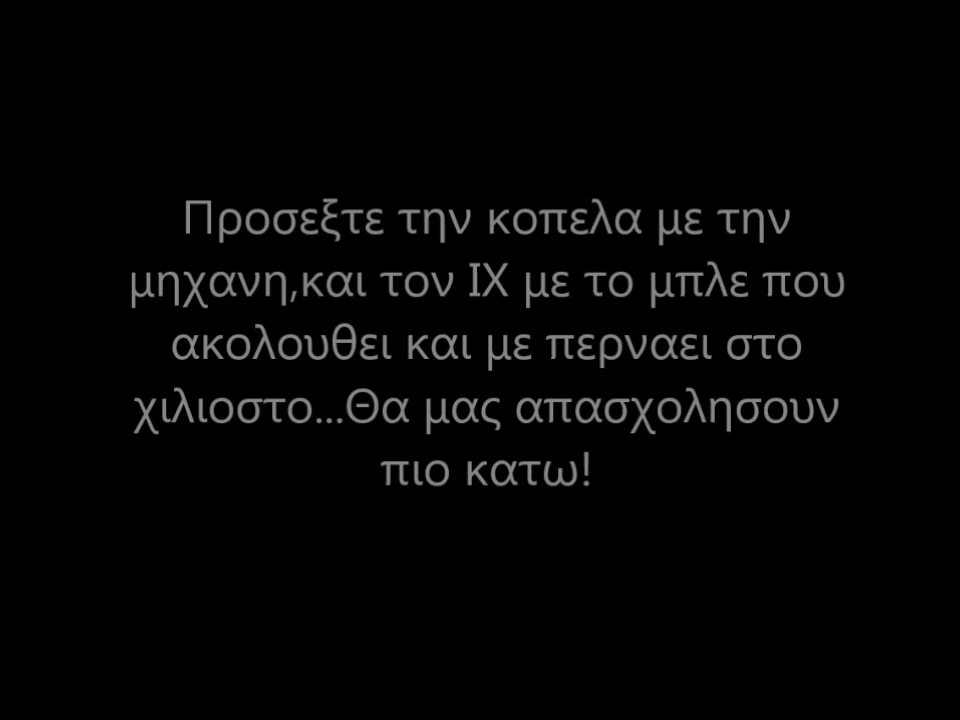 Προσεξτε την κοπελα με την
μηχανη,και τον ΙΧ με το μπλε που
ακολουθει και με περναει στο
χιλιοστο...Θα μας απασχολησουν
πιο κατω!